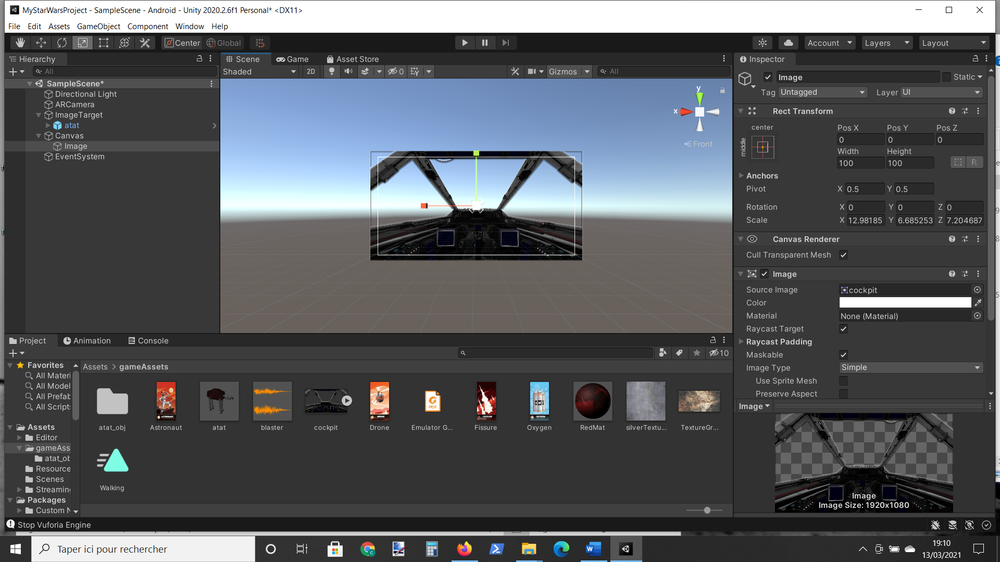 MyStarWarsProject - SampleScene - Android - Unity 2020.2.6f1 Personal* <DX11>
File Edit Assets GameObject Component Window Help
Center Global Account Layers Layout
Hierarchy
All
SampleScene*
Directional Light
ARCamera
ImageTarget
atat
Canvas
Image
EventSystem
Scene Game Asset Store
Shaded 2D 0 Gizmos All
y
x
Front
Inspector
Image Static
Tag Untagged Layer UI
Rect Transform
center
middle
Pos X Pos Y Pos Z
0 0 0
Width Height
100 100 R
Anchors
Pivot X 0.5 Y 0.5
Rotation X 0 Y 0 Z 0
Scale X 12.98185 Y 6.685253 Z 7.204687
Canvas Renderer
Cull Transparent Mesh
Image
Source Image cockpit
Color
Material None (Material)
Raycast Target
Raycast Padding
Maskable
Image Type Simple
Use Sprite Mesh
Preserve Aspect
Image
Image
Image Size: 1920x1080
Project Animation Console
10
Favorites
All Materi
All Model
All Prefab
All Scripts
Assets
Editor
gameAss
atat_ob
Resource
Scenes
Streaming
Packages
Custom N
Assets > gameAssets
atat_obj Astronaut atat blaster cockpit Drone Emulator G... Fissure Oxygen RedMat silverTextu... TextureGr...
PCF
ASTRONAUT
DRONE
FISSURE
OXYGEN
Walking
Stop Vuforia Engine
Taper ici pour rechercher
19:10
13/03/2021